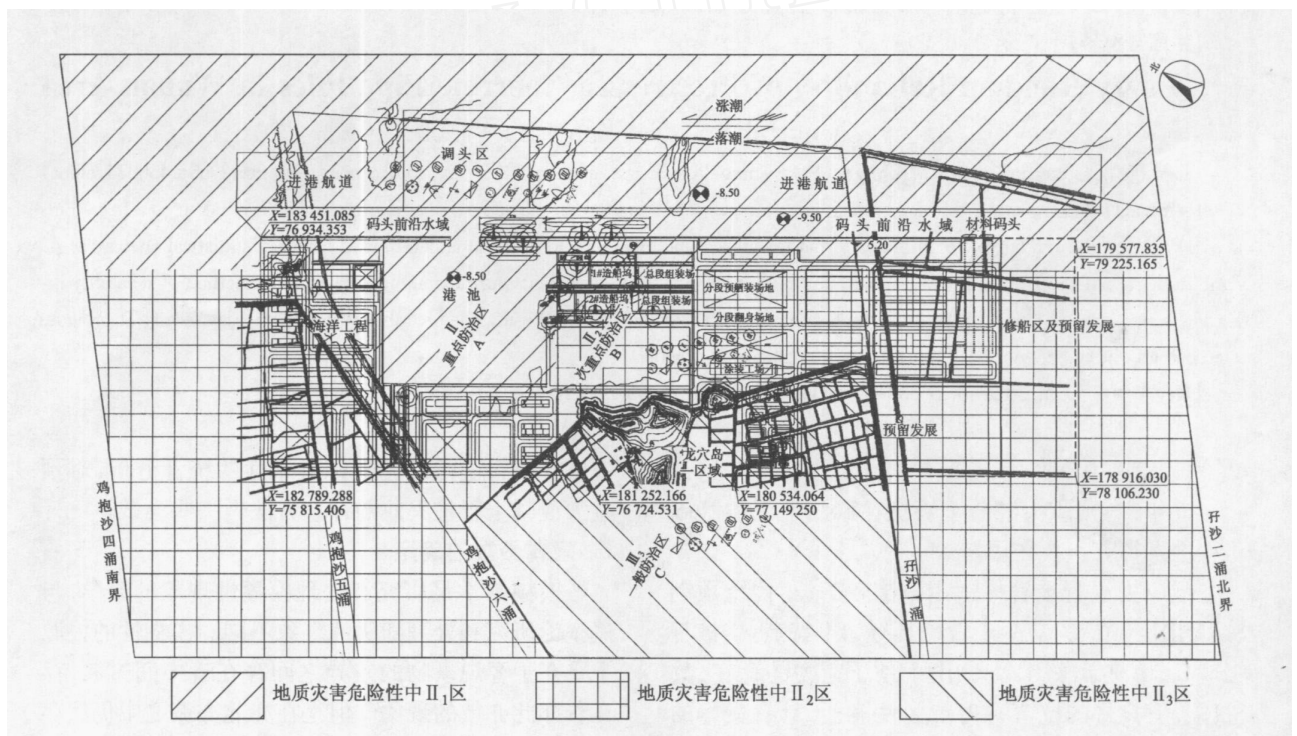 北
涨潮
落潮
调头区
进港航道
-8.50
进港航道
-9.50
X=183 451.085
Y=76 934.353
码头前沿水域
码头前沿水域
材料码头
5.20
X=179 577.835
Y=79 225.165
-8.50
港池
1#造船坞
总段组装场
2#造船坞
总段组装场
分段预舾装场地
分段翻身场地
涂装工场
海洋工程
重点防治区
A
Ⅱ2
次重点防治区
B
修船区及预留发展
预留发展
龙穴岛
区域
X=182 789.288
Y=75 815.406
X=181 252.166
Y=76 724.531
X=180 534.064
Y=77 149.250
X=178 916.030
Y=78 106.230
鸡抱沙四涌南界
鸡抱沙五涌
鸡抱沙六涌
一般防治区
C
孖沙一涌
孖沙二涌北界
地质灾害危险性中Ⅱ1区
地质灾害危险性中Ⅱ2区
地质灾害危险性中Ⅱ3区